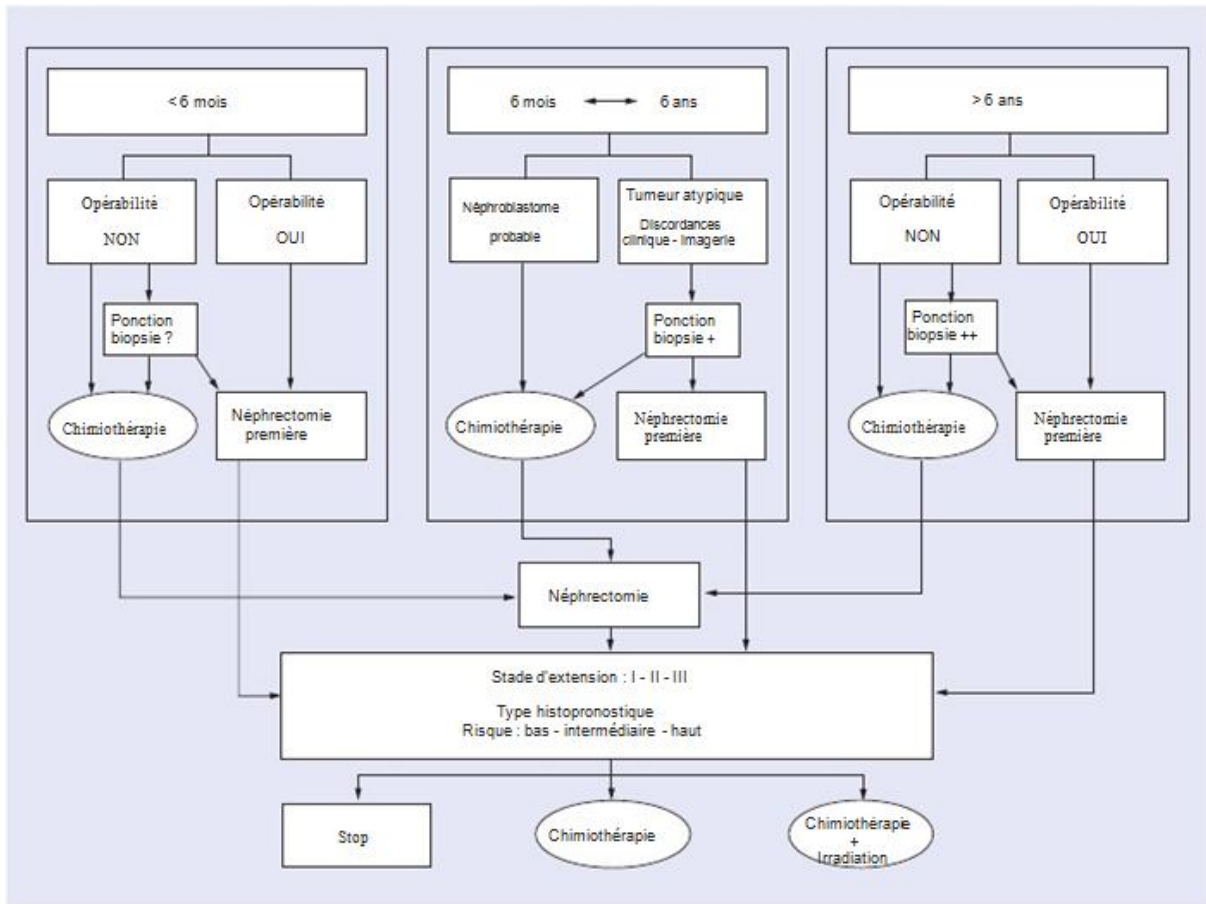 < 6 mois
Opérabilité
NON
Opérabilité
OUI
Ponction
biopsie ?
Chimiothérapie
Néphrectomie
première
6 mois 6 ans
Néphroblastome
probable
Tumeur atypique
Discordances
clinique - Imagerie
Ponction
biopsie +
Chimiothérapie
Néphrectomie
première
> 6 ans
Opérabilité
NON
Opérabilité
OUI
Ponction
biopsie ++
Chimiothérapie
Néphrectomie
première
Néphrectomie
Stade d'extension : I - II - III
Type histopronostique
Risque : bas - intermédiaire - haut
Stop
Chimiothérapie
Chimiothérapie
+
Irradiation